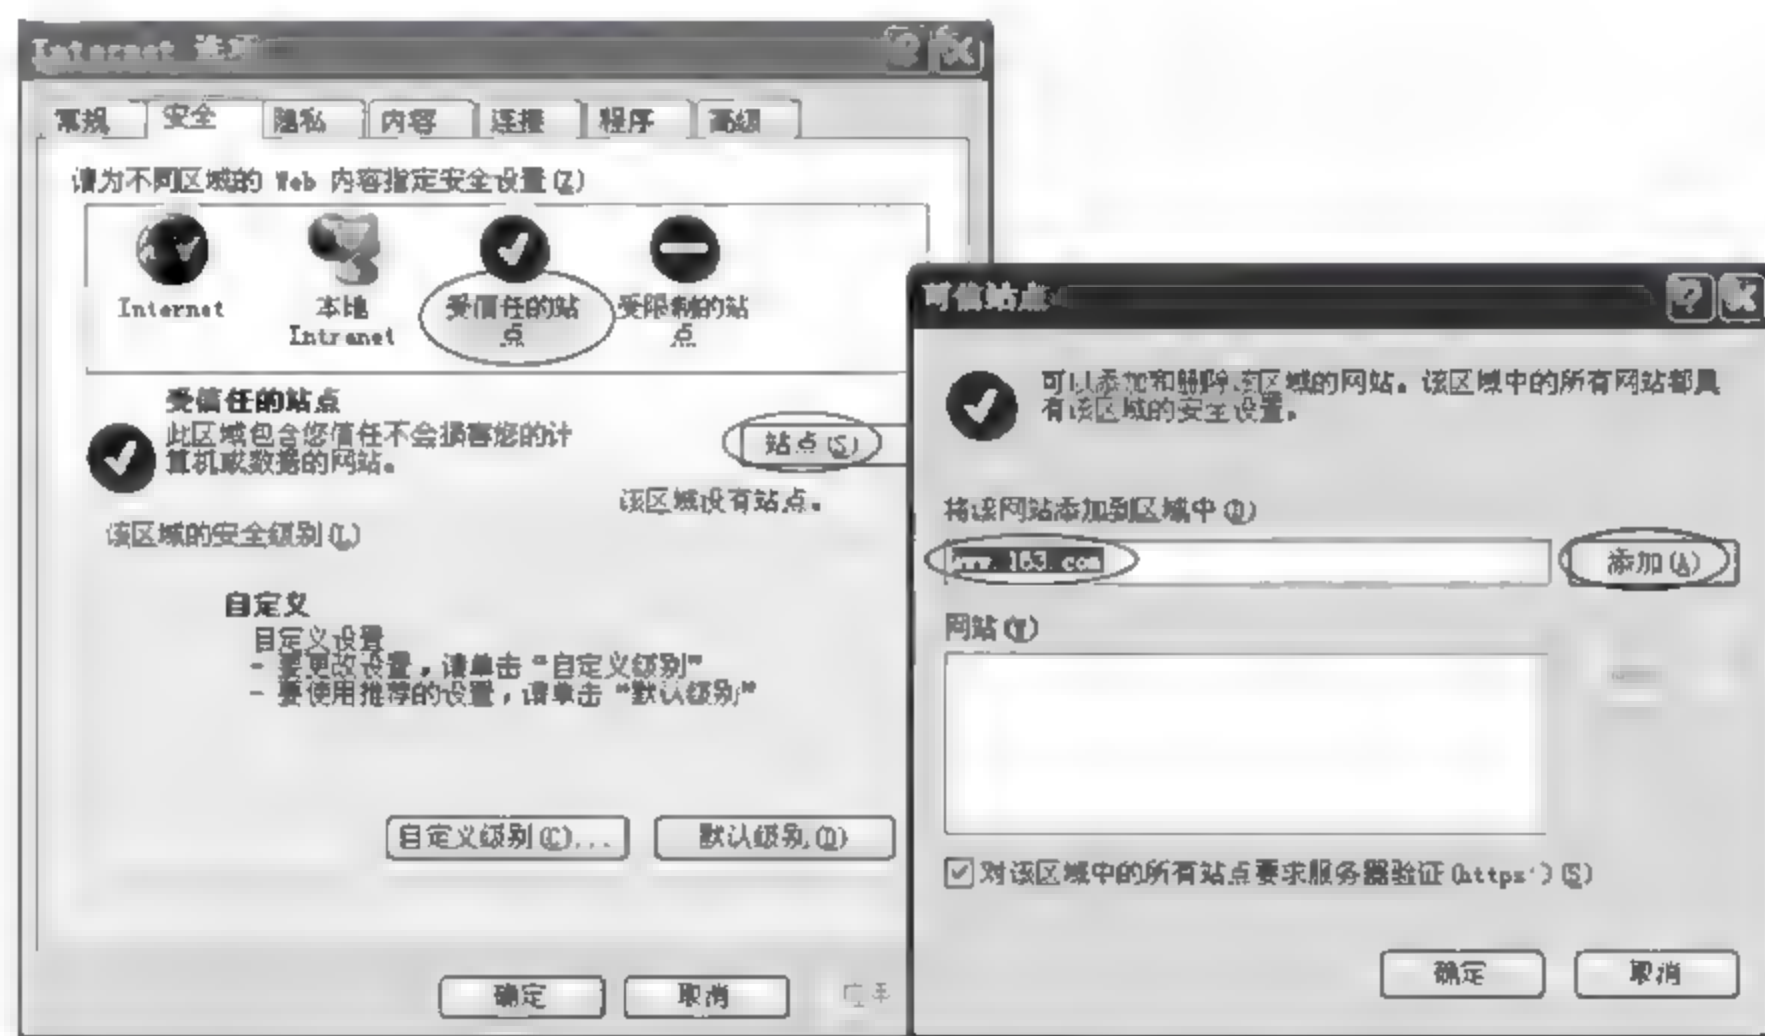 Internet 选项
常规 安全 隐私 内容 连接 程序 高级
请为不同区域的 Web 内容指定安全设置(Z)
Internet
本地
Intranet
受信任的站
点
受限制的站
点
受信任的站点
此区域包含您信任不会损害您的计
算机或数据的网站。
站点(S)
该区域没有站点。
该区域的安全级别(L)
自定义
自定义设置
- 要更改设置，请单击“自定义级别”
- 要使用推荐的设置，请单击“默认级别”
自定义级别(C)... 默认级别(D)
确定 取消
可信站点
可以添加和删除该区域的网站。该区域中的所有网站都具
有该区域的安全设置。
将该网站添加到区域中(D)
www.163.com 添加(A)
网站(W)
对该区域中的所有站点要求服务器验证(https:)(S)
确定 取消